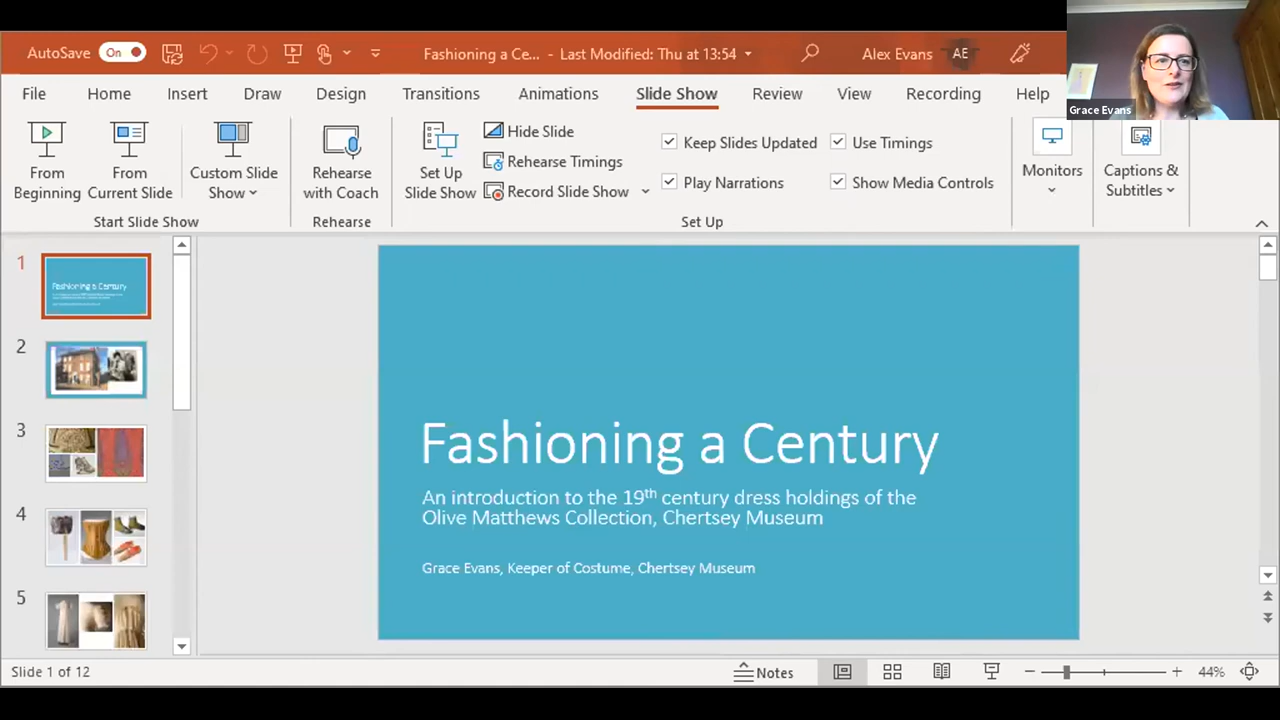 AutoSave On Fashioning a Ce... - Last Modified: Thu at 13:54 Alex Evans AE
Grace Evans
File Home Insert Draw Design Transitions Animations Slide Show Review View Recording Help
From Beginning
From Current Slide
Custom Slide Show
Start Slide Show
Rehearse with Coach
Rehearse
Set Up Slide Show
Hide Slide
Rehearse Timings
Record Slide Show
Keep Slides Updated
Play Narrations
Use Timings
Show Media Controls
Set Up
Monitors
Captions & Subtitles
1
Fashioning a Century
2
3
4
5
Fashioning a Century
An introduction to the 19th century dress holdings of the
Olive Matthews Collection, Chertsey Museum
Grace Evans, Keeper of Costume, Chertsey Museum
Slide 1 of 12 Notes 44%